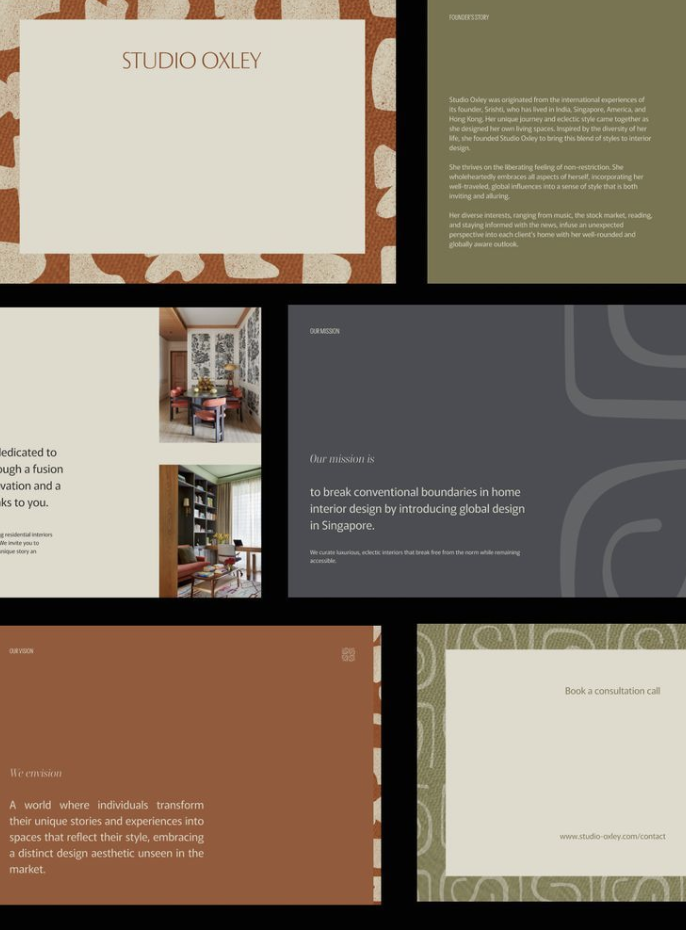 STUDIO OXLEY
FOUNDER'S STORY
Studio Oxley was originated from the international experiences of
its founder, Srishti, who has lived in India, Singapore, America, and
Hong Kong. Her unique journey and eclectic style came together as
she designed her own living spaces. Inspired by the diversity of her
life, she founded Studio Oxley to bring this blend of styles to interior
design.
She thrives on the liberating feeling of non-restriction. She
wholeheartedly embraces all aspects of herself, incorporating her
well-traveled, global influences into a sense of style that is both
inviting and alluring.
Her diverse interests, ranging from music, the stock market, reading,
and staying informed with the news, infuse an unexpected
perspective into each client's home with her well-rounded and
globally aware outlook.
dedicated to
ough a fusion
vation and a
ks to you.
ng residential interiors
We invite you to
unique story an
OUR MISSION
Our mission is
to break conventional boundaries in home
interior design by introducing global design
in Singapore.
We curate luxurious, eclectic interiors that break free from the norm while remaining
accessible.
OUR VISION
We envision
A world where individuals transform
their unique stories and experiences into
spaces that reflect their style, embracing
a distinct design aesthetic unseen in the
market.
Book a consultation call
www.studio-oxley.com/contact